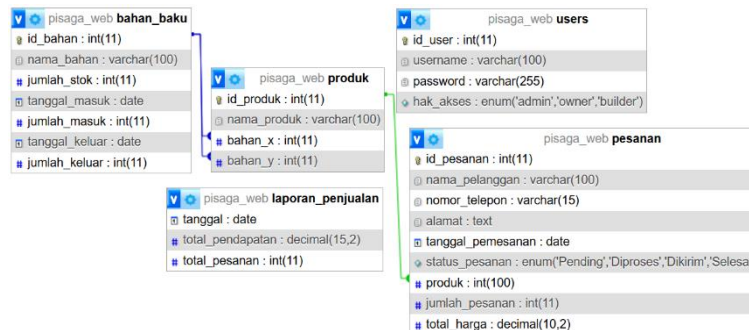 pisaga_web bahan_baku
id_bahan : int(11)
nama_bahan : varchar(100)
jumlah_stok : int(11)
tanggal_masuk : date
jumlah_masuk : int(11)
tanggal_keluar : date
jumlah_keluar : int(11)
pisaga_web produk
id_produk : int(11)
nama_produk : varchar(100)
bahan_x : int(11)
bahan_y : int(11)
pisaga_web users
id_user : int(11)
username : varchar(100)
password : varchar(255)
hak_akses : enum('admin','owner','builder')
pisaga_web laporan_penjualan
tanggal : date
total_pendapatan : decimal(15,2)
total_pesanan : int(11)
pisaga_web pesanan
id_pesanan : int(11)
nama_pelanggan : varchar(100)
nomor_telepon : varchar(15)
alamat : text
tanggal_pemesanan : date
status_pesanan : enum('Pending','Diproses','Dikirim','Selesa
produk : int(100)
jumlah_pesanan : int(11)
total_harga : decimal(10,2)